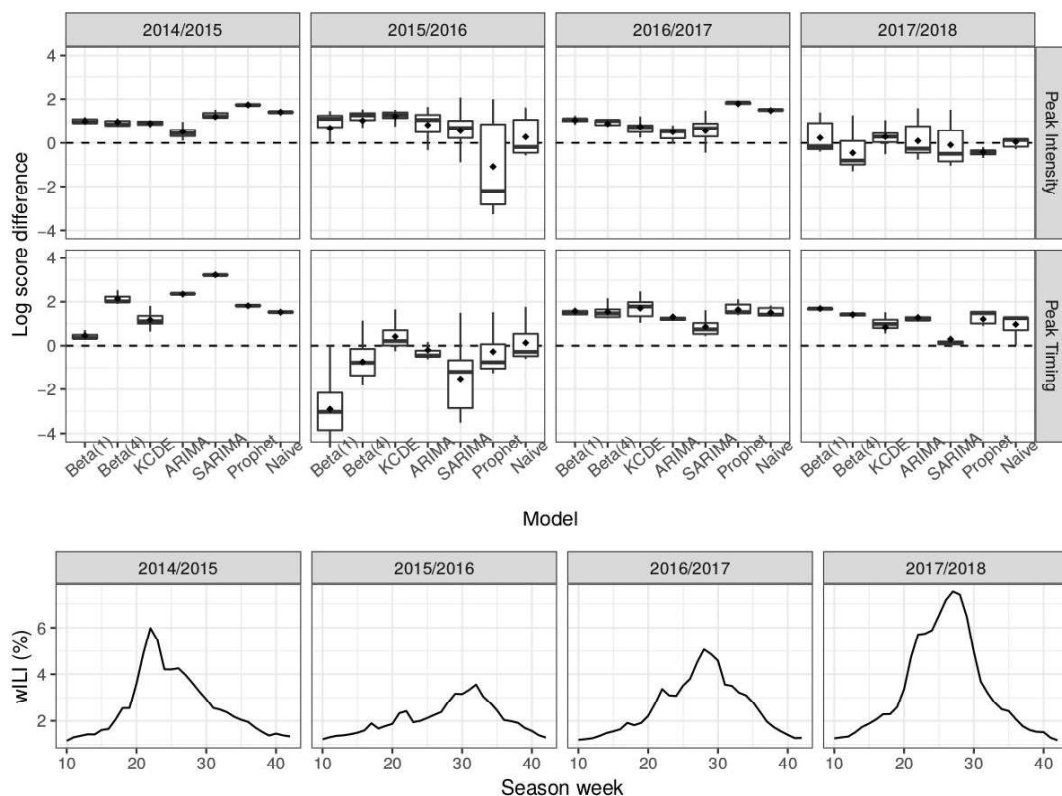 2014/2015 2015/2016 2016/2017 2017/2018
4
2
0
−2
−4
Peak Intensity
Log score difference
4
2
0
−2
−4
Peak Timing
Beta(1) Beta(4) KCDE ARIMA SARIMA Prophet Naive Beta(1) Beta(4) KCDE ARIMA SARIMA Prophet Naive Beta(1) Beta(4) KCDE ARIMA SARIMA Prophet Naive Beta(1) Beta(4) KCDE ARIMA SARIMA Prophet Naive
Model
2014/2015 2015/2016 2016/2017 2017/2018
wILI (%)
6
4
2
10 20 30 40 10 20 30 40 10 20 30 40 10 20 30 40
Season week